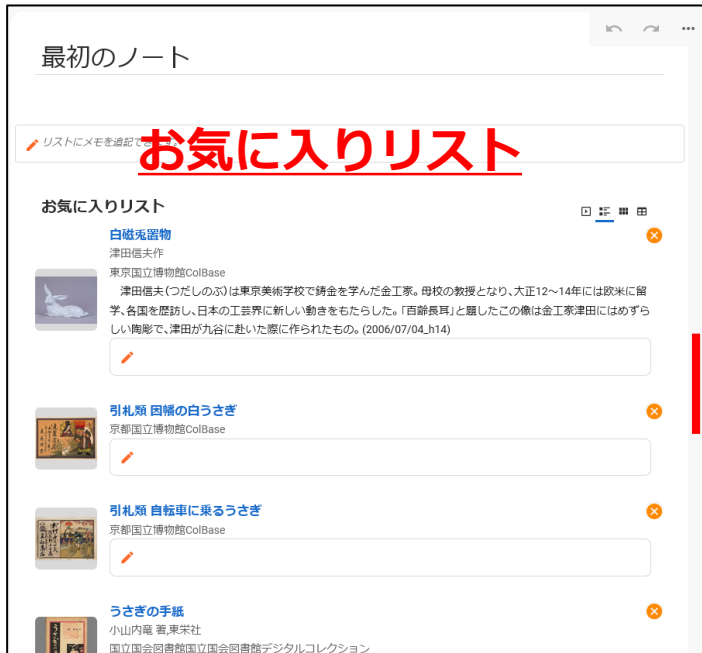 最初のノート
リストにメモを追記でき
お気に入りリスト
お気に入りリスト
白磁兎置物
津田信夫作
東京国立博物館ColBase
津田信夫(つだしのぶ)は東京美術学校で鋳金を学んだ金工家。母校の教授となり、大正12～14年には欧米に留
学、各国を歴訪し、日本の工芸界に新しい動きをもたらした。「百齢長耳」と題したこの像は金工家津田にはめずら
しい陶彫で、津田が九谷に赴いた際に作られたもの。(2006/07/04_h14)
引札類 因幡の白うさぎ
京都国立博物館ColBase
引札類 自転車に乗るうさぎ
京都国立博物館ColBase
うさぎの手紙
小山内竜 著,東栄社
国立国会図書館国立国会図書館デジタルコレクション